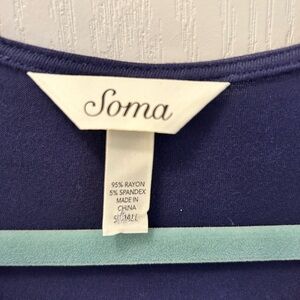 Soma
95% RAYON
5% SPANDEX
MADE IN
CHINA